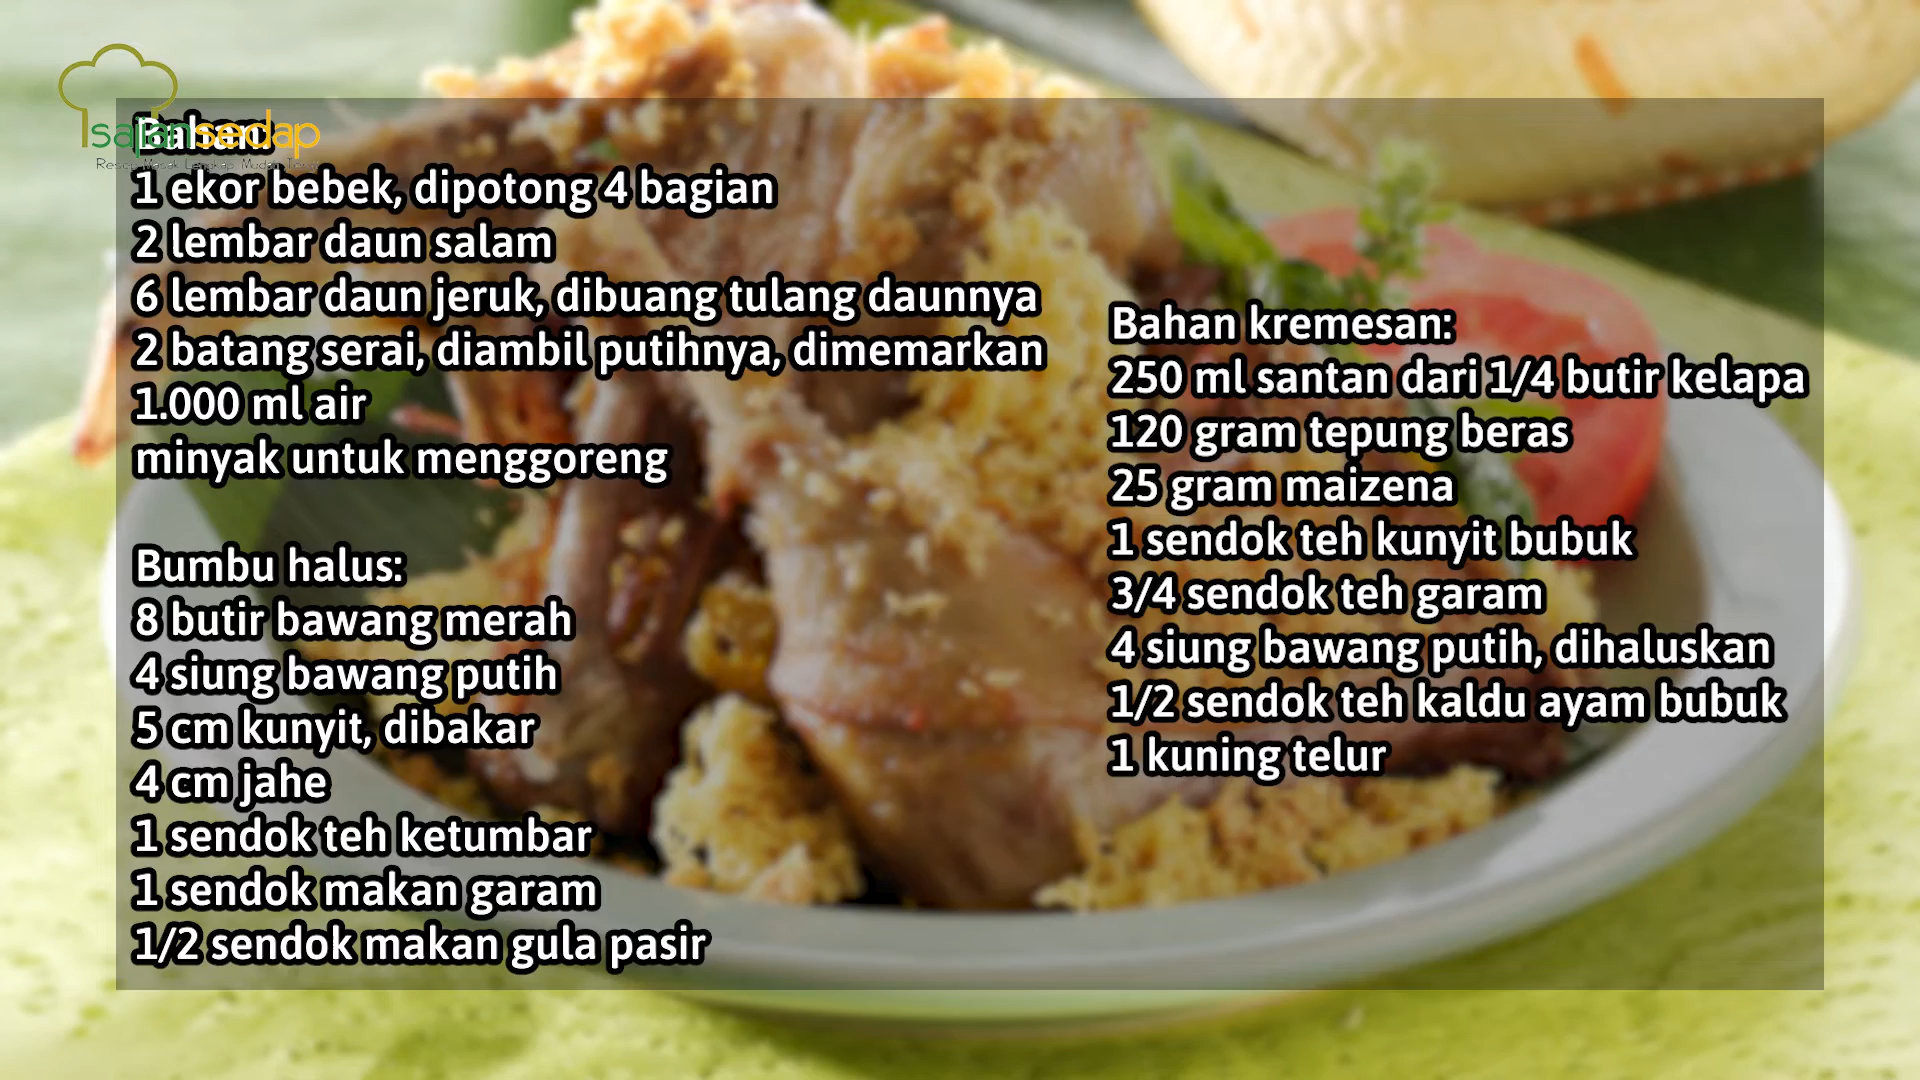 sajiansedap
Bahan:
1 ekor bebek, dipotong 4 bagian
2 lembar daun salam
6 lembar daun jeruk, dibuang tulang daunnya
2 batang serai, diambil putihnya, dimemarkan
1.000 ml air
minyak untuk menggoreng
Bumbu halus:
8 butir bawang merah
4 siung bawang putih
5 cm kunyit, dibakar
4 cm jahe
1 sendok teh ketumbar
1 sendok makan garam
1/2 sendok makan gula pasir
Bahan kremesan:
250 ml santan dari 1/4 butir kelapa
120 gram tepung beras
25 gram maizena
1 sendok teh kunyit bubuk
3/4 sendok teh garam
4 siung bawang putih, dihaluskan
1/2 sendok teh kaldu ayam bubuk
1 kuning telur